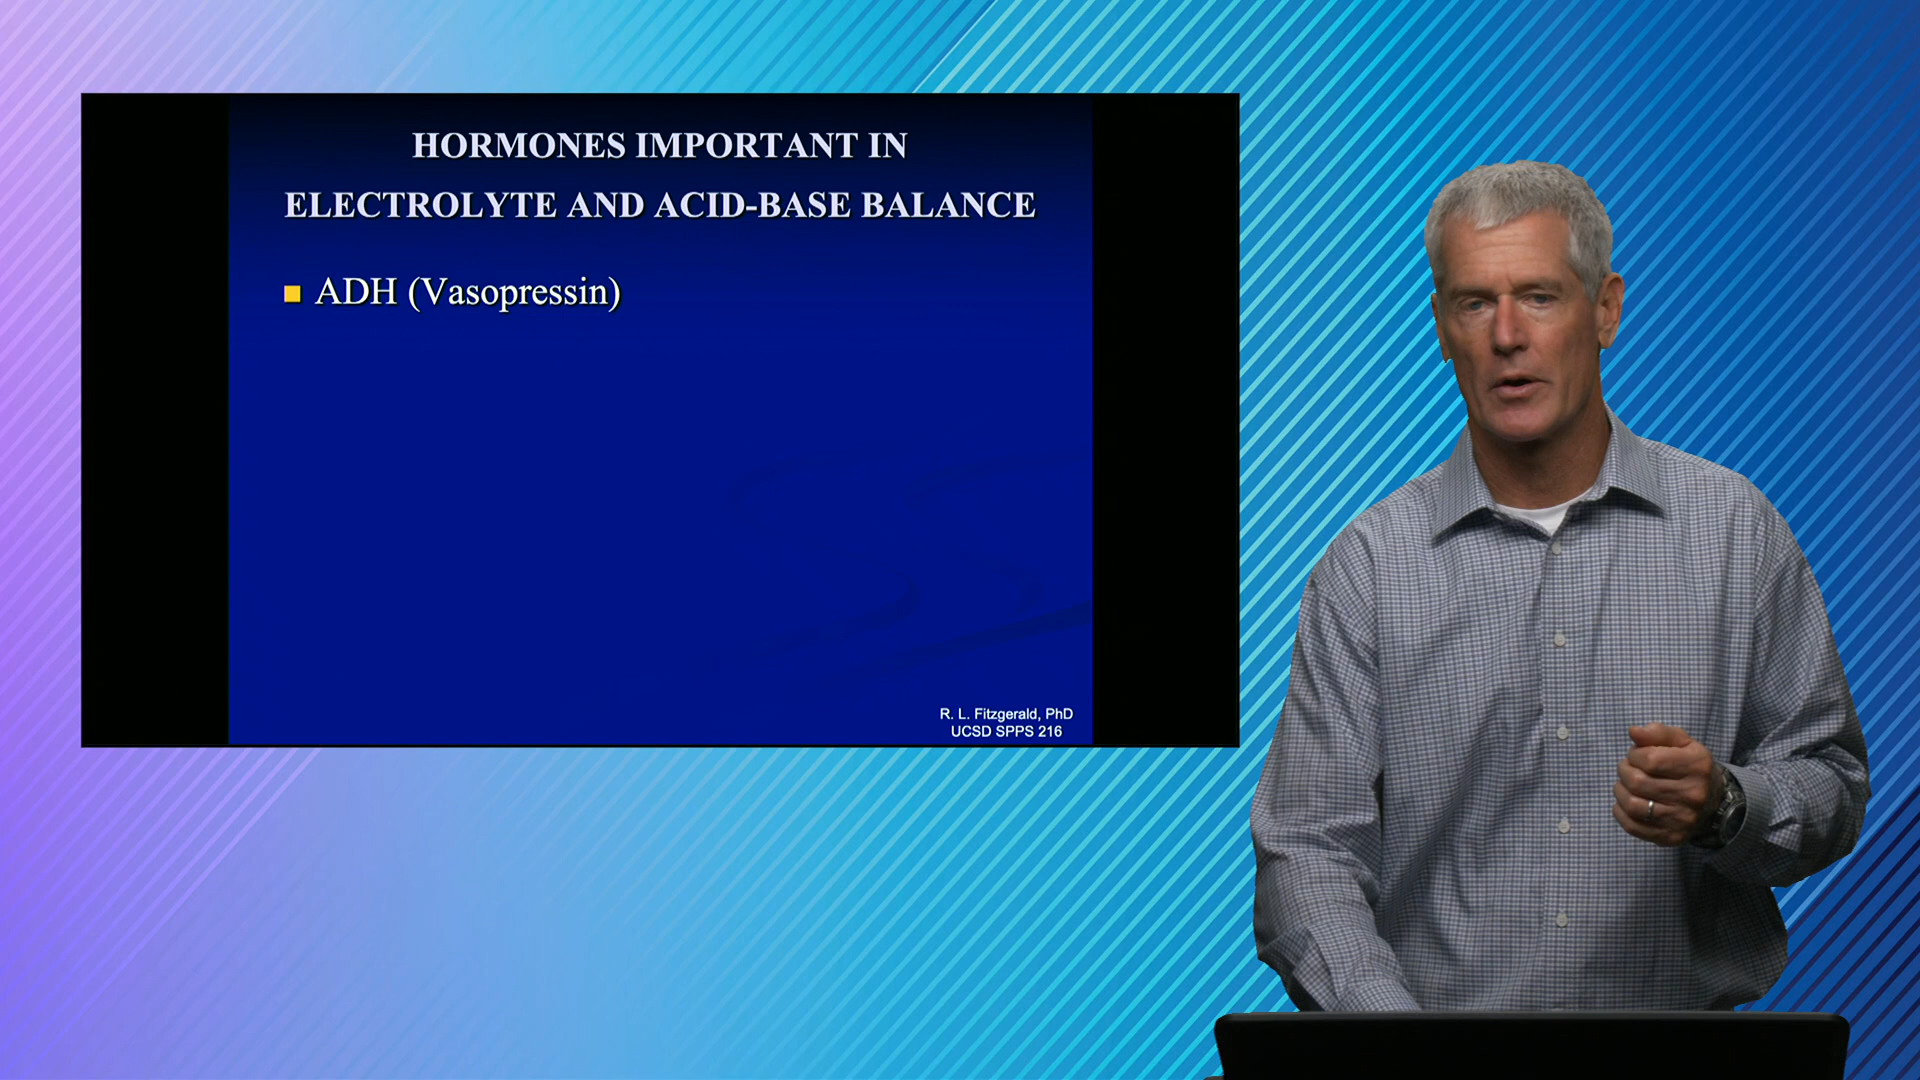 HORMONES IMPORTANT IN
ELECTROLYTE AND ACID-BASE BALANCE
ADH (Vasopressin)
R. L. Fitzgerald, PhD
UCSD SPPS 216